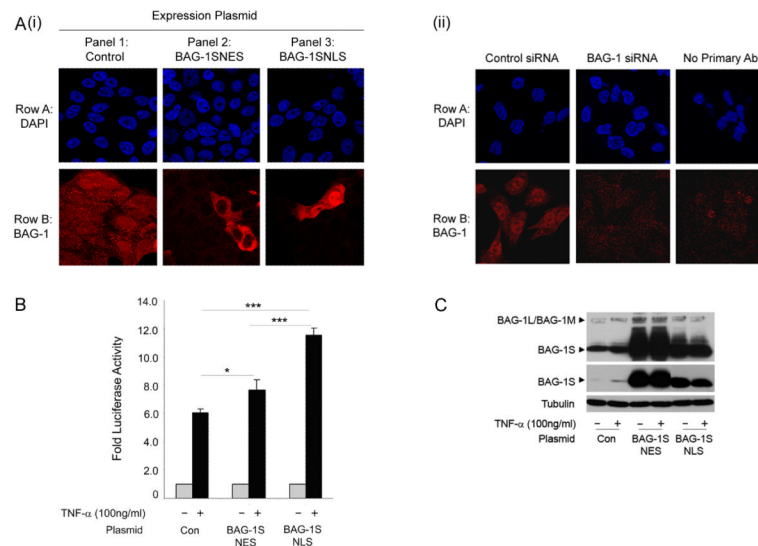 A(i)
Expression Plasmid
Panel 1:
Control
Panel 2:
BAG-1SNES
Panel 3:
BAG-1SNLS
Row A:
DAPI
Row B:
BAG-1
(ii)
Control siRNA
BAG-1 siRNA
No Primary Ab
Row A:
DAPI
Row B:
BAG-1
B
Fold Luciferase Activity
14.0
12.0
10.0
8.0
6.0
4.0
2.0
0.0
***
***
*
TNF-α (100ng/ml) − + − + − +
Plasmid Con BAG-1S BAG-1S
NES NLS
C
BAG-1L/BAG-1M
BAG-1S
BAG-1S
Tubulin
TNF-α (100ng/ml) − + − + − +
Plasmid Con BAG-1S BAG-1S
NES NLS